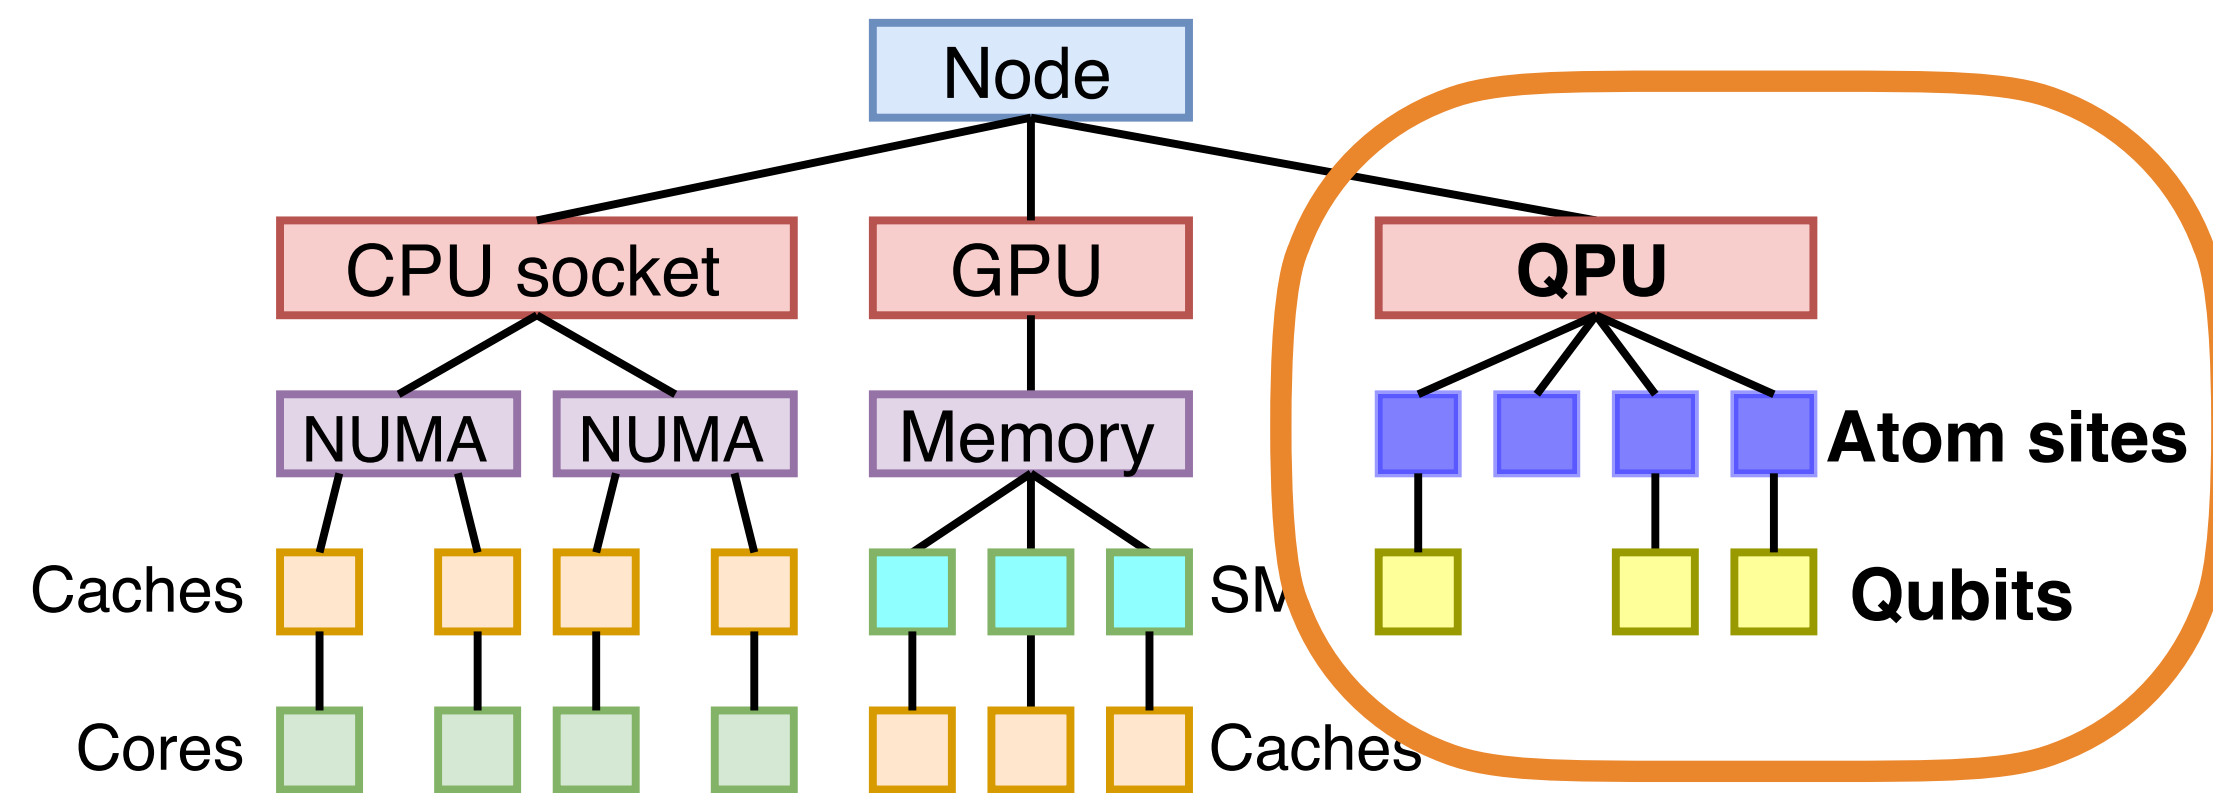 Node
CPU socket
GPU
QPU
NUMA
NUMA
Memory
Atom sites
Caches
Qubits
Cores
Caches